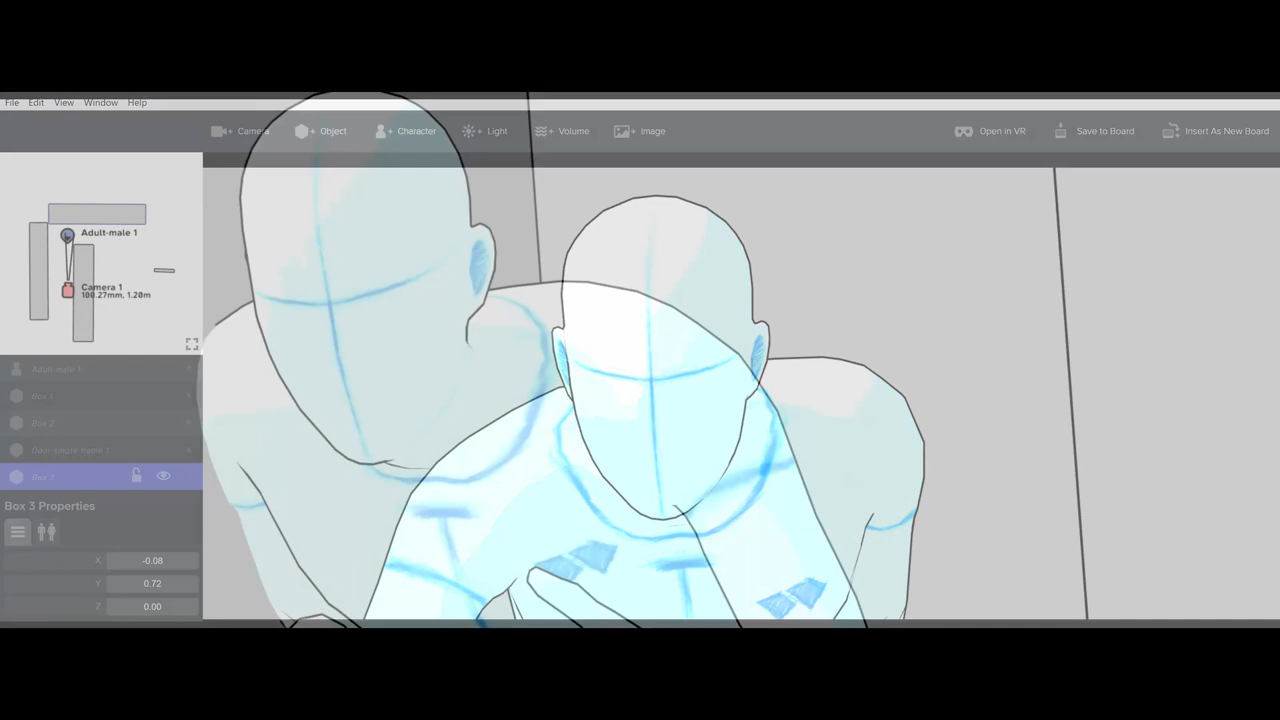 File Edit View Window Help
Camera Object Character Light Volume Image Open in VR Save to Board Insert As New Board
Adult-male 1
Camera 1
100.27mm, 1.20m
Adult-male 1
Box 1
Box 2
Box 3
Box 3 Properties
X -0.08
Y 0.72
Z 0.00